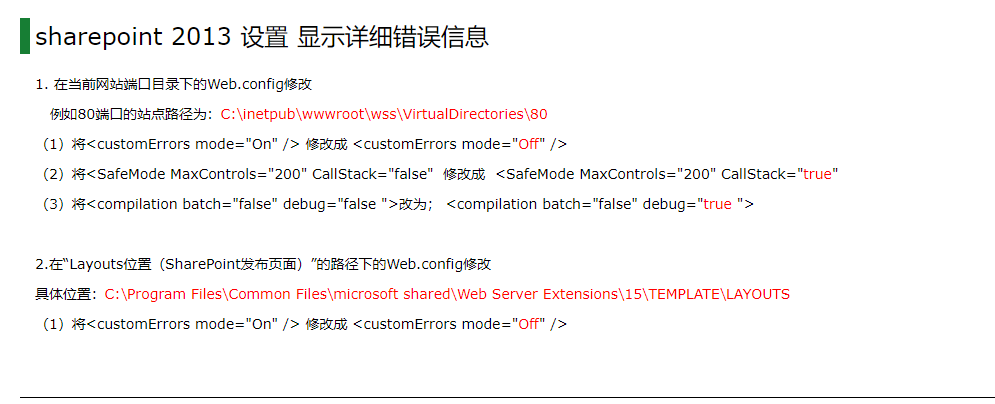 sharepoint 2013 设置 显示详细错误信息
1. 在当前网站端口目录下的Web.config修改
例如80端口的站点路径为：C:\inetpub\wwwroot\wss\VirtualDirectories\80
（1）将<customErrors mode="On" /> 修改成 <customErrors mode="Off" />
（2）将<SafeMode MaxControls="200" CallStack="false"  修改成  <SafeMode MaxControls="200" CallStack="true"
（3）将<compilation batch="false" debug="false ">改为； <compilation batch="false" debug="true ">
2.在“Layouts位置（SharePoint发布页面）”的路径下的Web.config修改
具体位置：C:\Program Files\Common Files\microsoft shared\Web Server Extensions\15\TEMPLATE\LAYOUTS
（1）将<customErrors mode="On" /> 修改成 <customErrors mode="Off" />